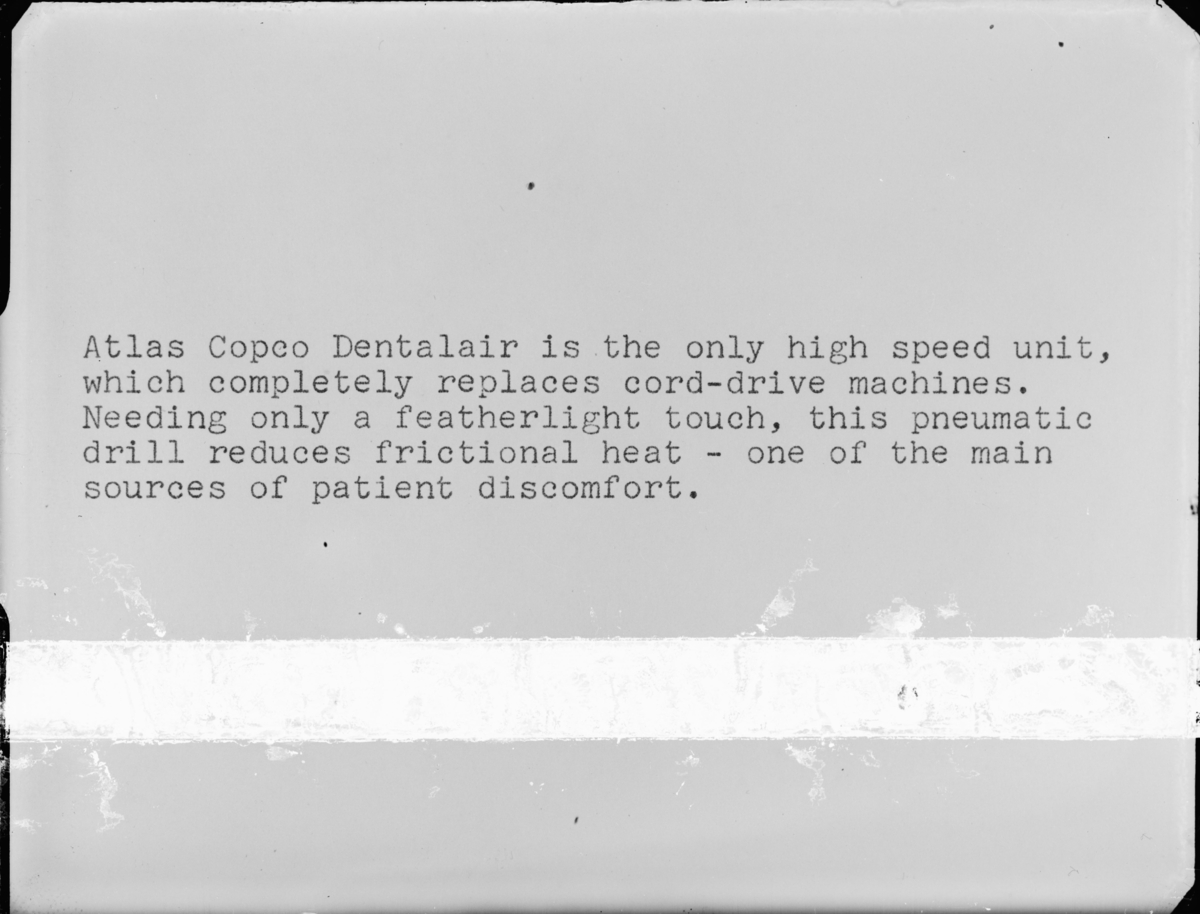 Atlas Copco Dentalair is the only high speed unit,
which completely replaces cord-drive machines.
Needing only a featherlight touch, this pneumatic
drill reduces frictional heat - one of the main
sources of patient discomfort.